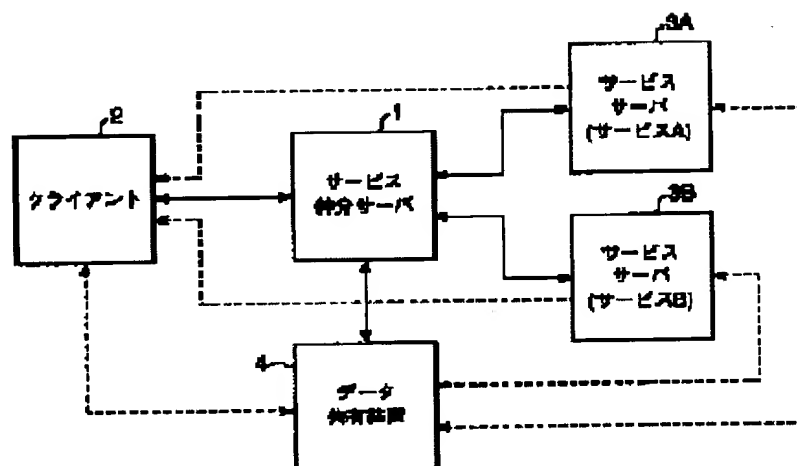 3A
サービス
サーバ
(サービスA)
2
クライアント
1
サービス
仲介サーバ
3B
サービス
サーバ
(サービスB)
4
データ
共有装置